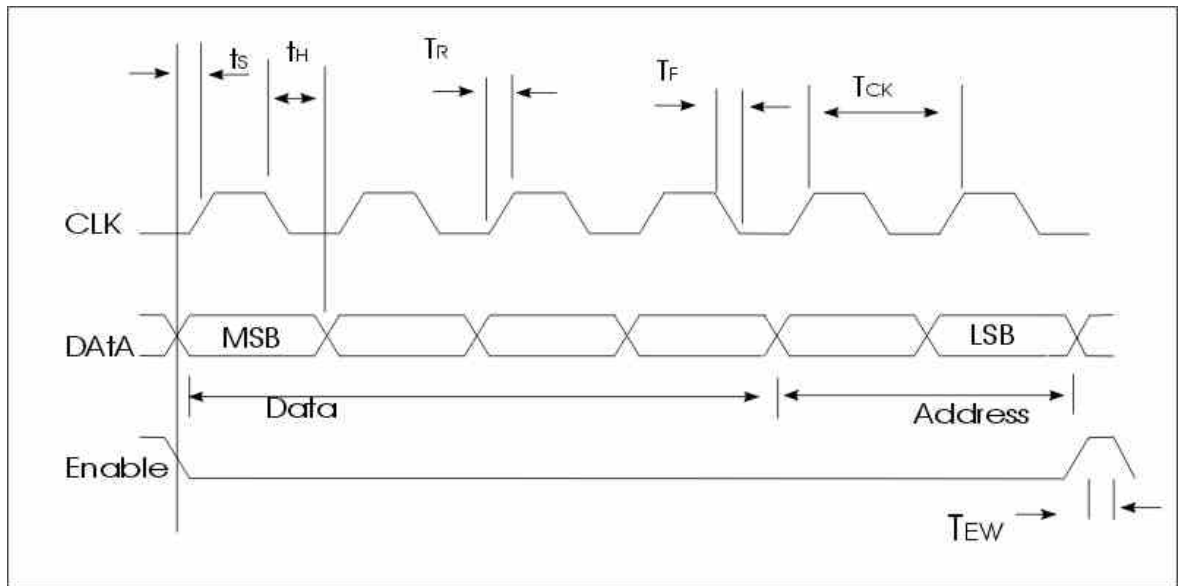 tS tH TR TF TCK
CLK
DAtA MSB LSB
Data Address
Enable
TEW